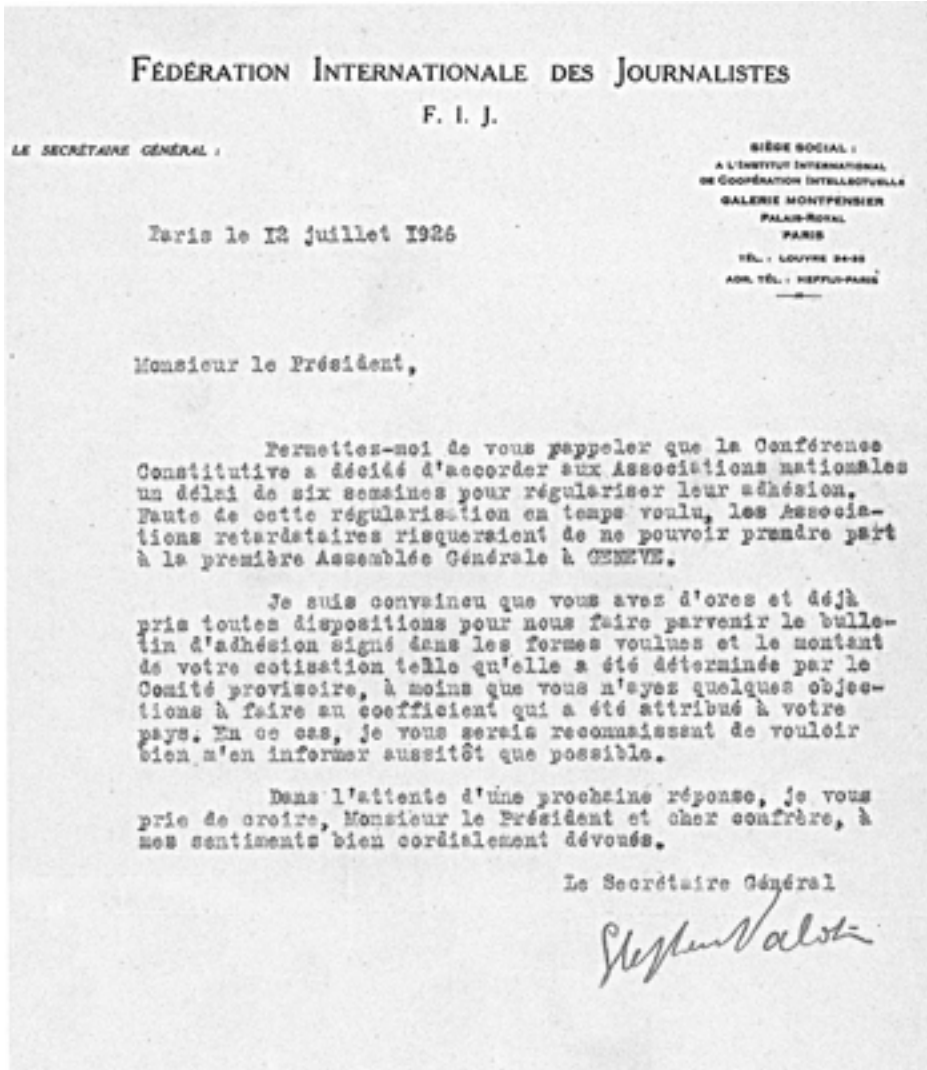 FÉDÉRATION INTERNATIONALE DES JOURNALISTES
F. I. J.
LE SECRÉTAIRE GÉNÉRAL :
SIÈGE SOCIAL :
A L'INSTITUT INTERNATIONAL
DE COOPÉRATION INTELLECTUELLE
GALERIE MONTPENSIER
PALAIS-ROYAL
PARIS
TÉL. : LOUVRE
ADR. TÉL. :
Paris le I2 juillet I926
Monsieur le Président,
Permettez-moi de vous rappeler que la Conférence
Constitutive a décidé d'accorder aux Associations nationales
un délai de six semaines pour régulariser leur adhésion.
Faute de cette régularisation en temps voulu, les Associa-
tions retardataires risqueraient de ne pouvoir prendre part
à la première Assemblée Générale à GENEVE.
Je suis convaincu que vous avez d'ores et déjà
pris toutes dispositions pour nous faire parvenir le bulle-
tin d'adhésion signé dans les formes voulues et le montant
de votre cotisation telle qu'elle a été déterminée par le
Comité provisoire, à moins que vous n'ayez quelques objec-
tions à faire au coefficient qui a été attribué à votre
pays. En ce cas, je vous serais reconnaissant de vouloir
bien m'en informer aussitôt que possible.
Dans l'attente d'une prochaine réponse, je vous
prie de croire, Monsieur le Président et cher confrère, à
mes sentiments bien cordialement dévoués.
Le Secrétaire Général
Stephen Valot